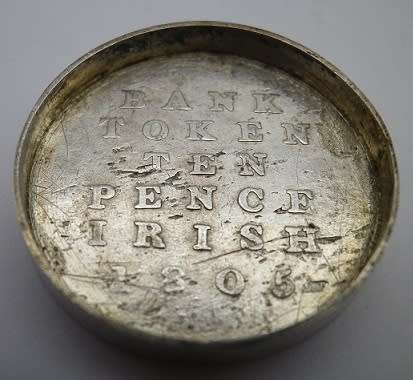 BANK
TOKEN
TEN
PENCE
IRISH
1805-